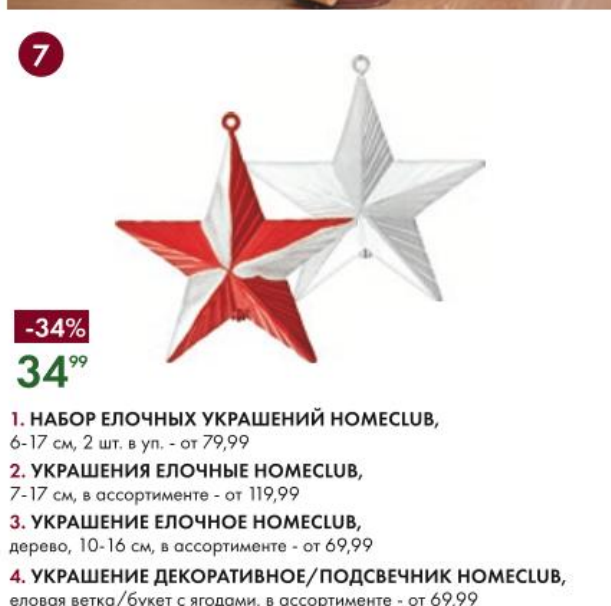 7
-34%
34⁹⁹
1. НАБОР ЕЛОЧНЫХ УКРАШЕНИЙ HOMECLUB,
6-17 см, 2 шт. в уп. - от 79,99
2. УКРАШЕНИЯ ЕЛОЧНЫЕ HOMECLUB,
7-17 см, в ассортименте - от 119,99
3. УКРАШЕНИЕ ЕЛОЧНОЕ HOMECLUB,
дерево, 10-16 см, в ассортименте - от 69,99
4. УКРАШЕНИЕ ДЕКОРАТИВНОЕ/ПОДСВЕЧНИК HOMECLUB,
еловая ветка/букет с ягодами, в ассортименте - от 69,99